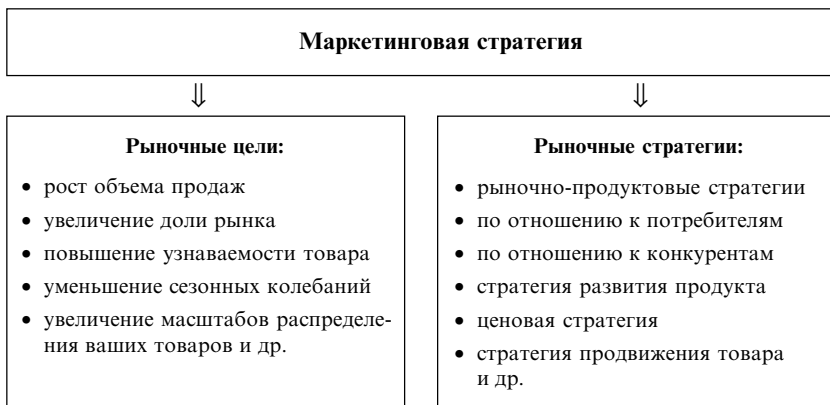 Маркетинговая стратегия
⇓ ⇓
Рыночные цели:
• рост объема продаж
• увеличение доли рынка
• повышение узнаваемости товара
• уменьшение сезонных колебаний
• увеличение масштабов распределе-
ния ваших товаров и др.
Рыночные стратегии:
• рыночно-продуктовые стратегии
• по отношению к потребителям
• по отношению к конкурентам
• стратегия развития продукта
• ценовая стратегия
• стратегия продвижения товара
и др.